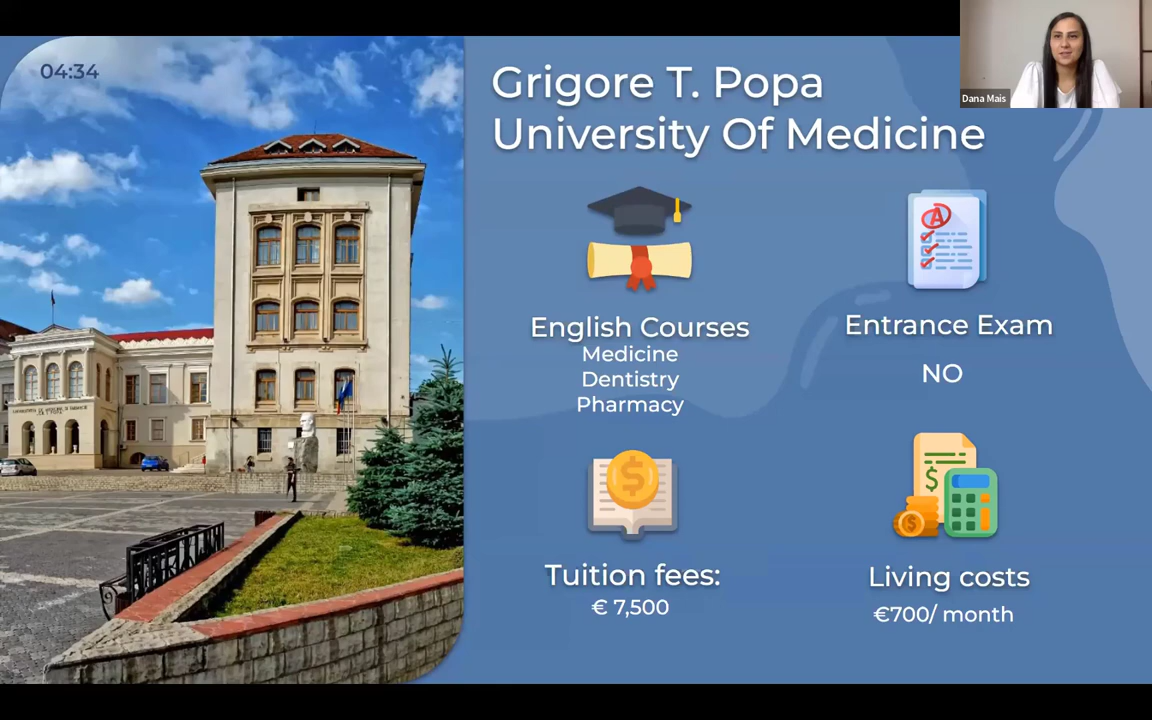 04:34
Grigore T. Popa
University Of Medicine
Dana Mais
English Courses
Medicine
Dentistry
Pharmacy
A
Entrance Exam
NO
$
Tuition fees:
€ 7,500
$
$
Living costs
€700/ month